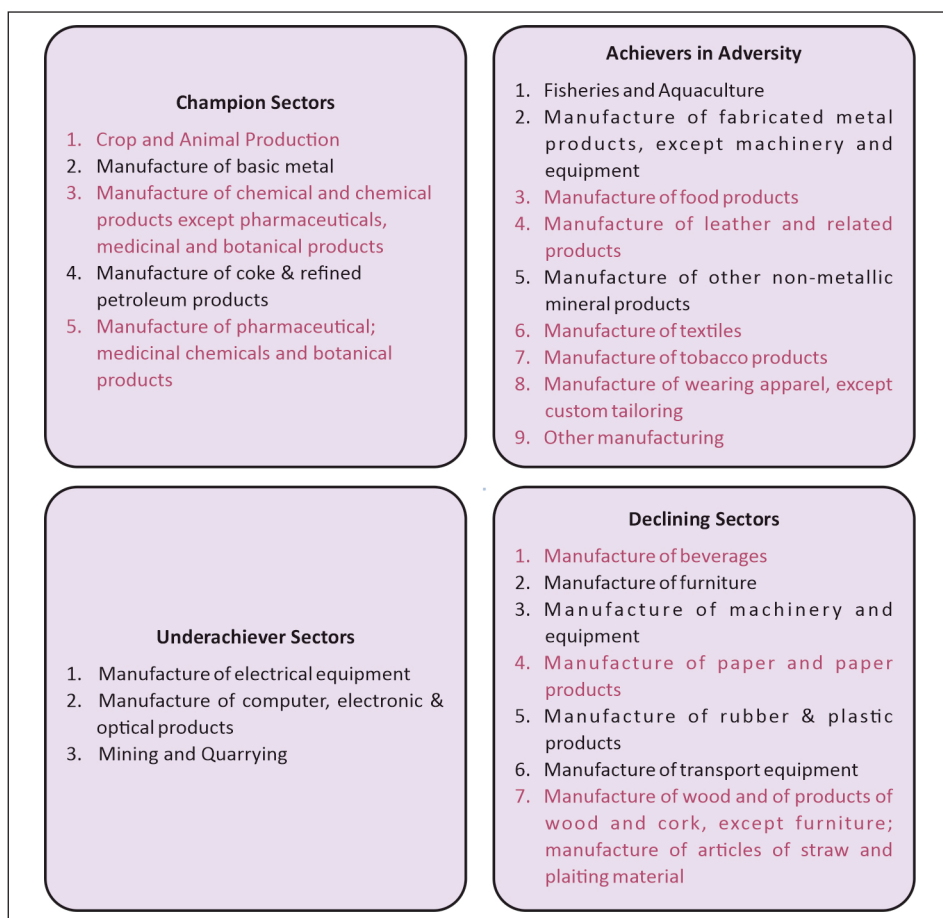 Champion Sectors
1. Crop and Animal Production
2. Manufacture of basic metal
3. Manufacture of chemical and chemical
products except pharmaceuticals,
medicinal and botanical products
4. Manufacture of coke & refined
petroleum products
5. Manufacture of pharmaceutical;
medicinal chemicals and botanical
products
Achievers in Adversity
1. Fisheries and Aquaculture
2. Manufacture of fabricated metal
products, except machinery and
equipment
3. Manufacture of food products
4. Manufacture of leather and related
products
5. Manufacture of other non-metallic
mineral products
6. Manufacture of textiles
7. Manufacture of tobacco products
8. Manufacture of wearing apparel, except
custom tailoring
9. Other manufacturing
Underachiever Sectors
1. Manufacture of electrical equipment
2. Manufacture of computer, electronic &
optical products
3. Mining and Quarrying
Declining Sectors
1. Manufacture of beverages
2. Manufacture of furniture
3. Manufacture of machinery and
equipment
4. Manufacture of paper and paper
products
5. Manufacture of rubber & plastic
products
6. Manufacture of transport equipment
7. Manufacture of wood and of products of
wood and cork, except furniture;
manufacture of articles of straw and
plaiting material